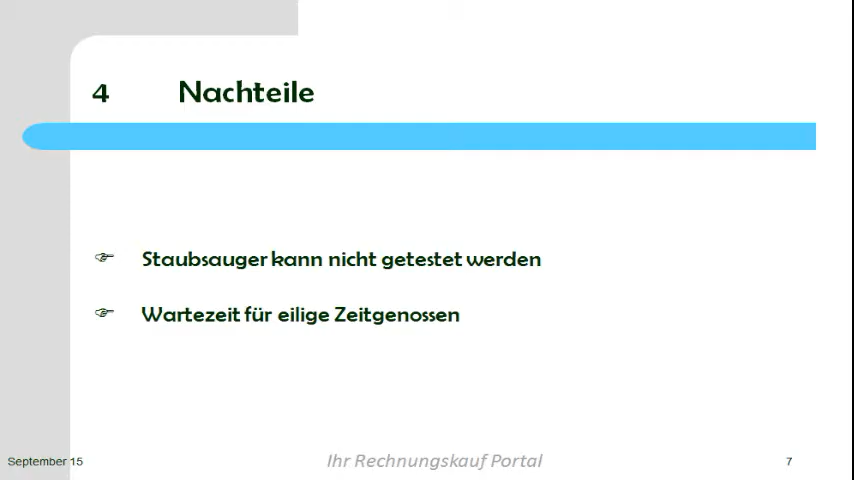 4 Nachteile
☞ Staubsauger kann nicht getestet werden
☞ Wartezeit für eilige Zeitgenossen
September 15 Ihr Rechnungskauf Portal 7